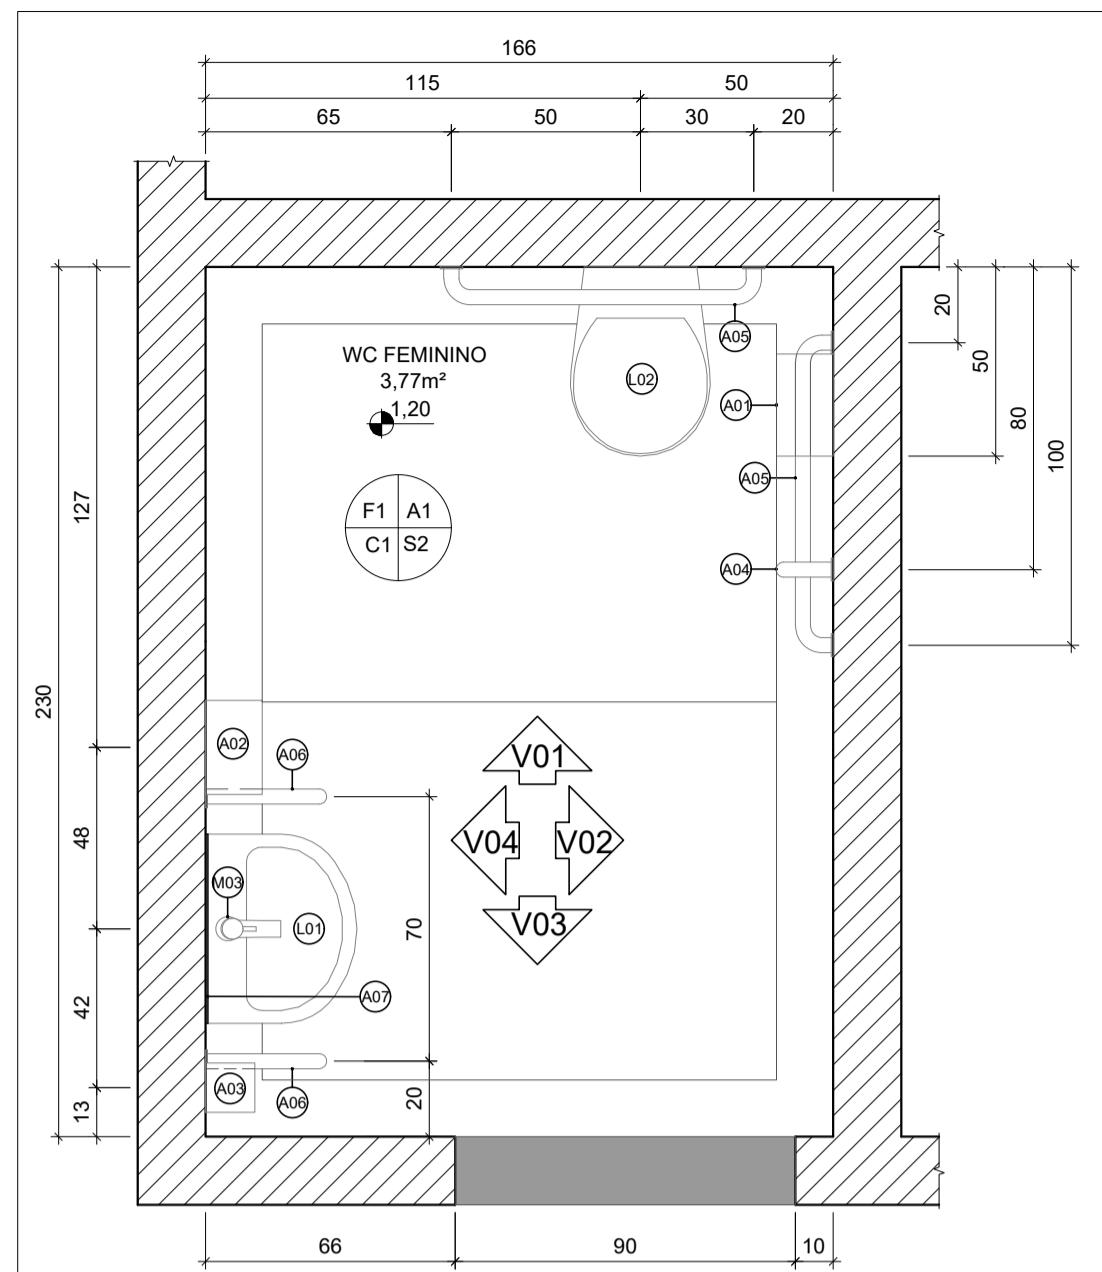 166
115 50
65 50 30 20
20
50
80
100
A05
WC FEMININO
3,77m²
1,20
L02
A01
A05
F1 A1
C1 S2
A04
127
230
A02
A06
V01
V04 V02
V03
48
M03
L01
70
A07
42
A03
A06
20
13
66 90 10